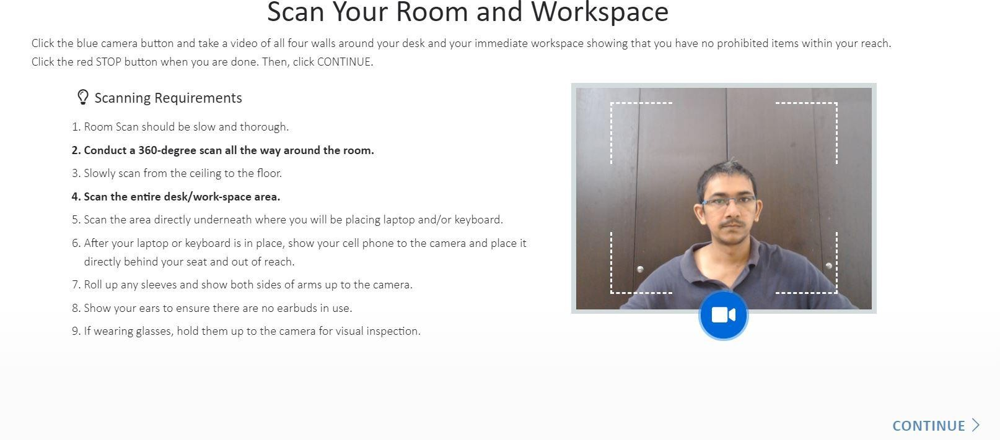 Scan Your Room and Workspace
Click the blue camera button and take a video of all four walls around your desk and your immediate workspace showing that you have no prohibited items within your reach.
Click the red STOP button when you are done. Then, click CONTINUE.
Scanning Requirements
1. Room Scan should be slow and thorough.
2. Conduct a 360-degree scan all the way around the room.
3. Slowly scan from the ceiling to the floor.
4. Scan the entire desk/work-space area.
5. Scan the area directly underneath where you will be placing laptop and/or keyboard.
6. After your laptop or keyboard is in place, show your cell phone to the camera and place it
directly behind your seat and out of reach.
7. Roll up any sleeves and show both sides of arms up to the camera.
8. Show your ears to ensure there are no earbuds in use.
9. If wearing glasses, hold them up to the camera for visual inspection.
CONTINUE